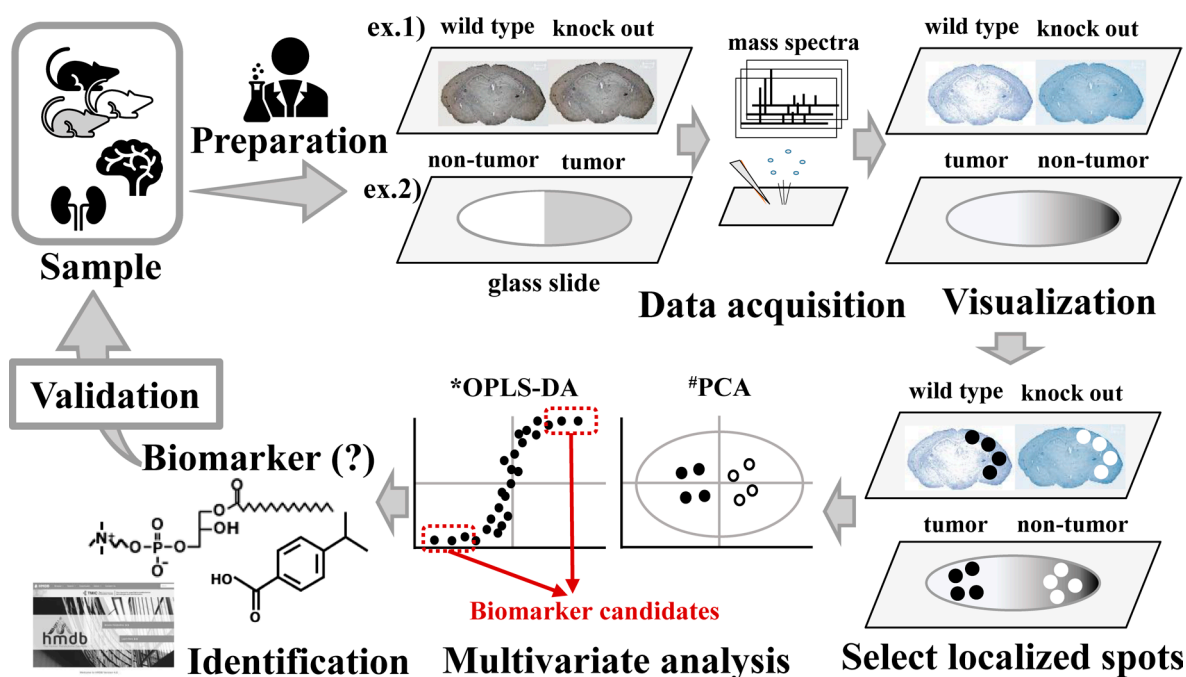 ex.1) wild type knock out
mass spectra
wild type knock out
Preparation
non-tumor tumor
tumor non-tumor
ex.2)
Sample
glass slide
Data acquisition
Visualization
Validation
*OPLS-DA
#PCA
wild type knock out
Biomarker (?)
O
O
OH
N+
O
P
O
O
O-
HO
O
tumor non-tumor
hmdb
Biomarker candidates
Identification
Multivariate analysis
Select localized spots